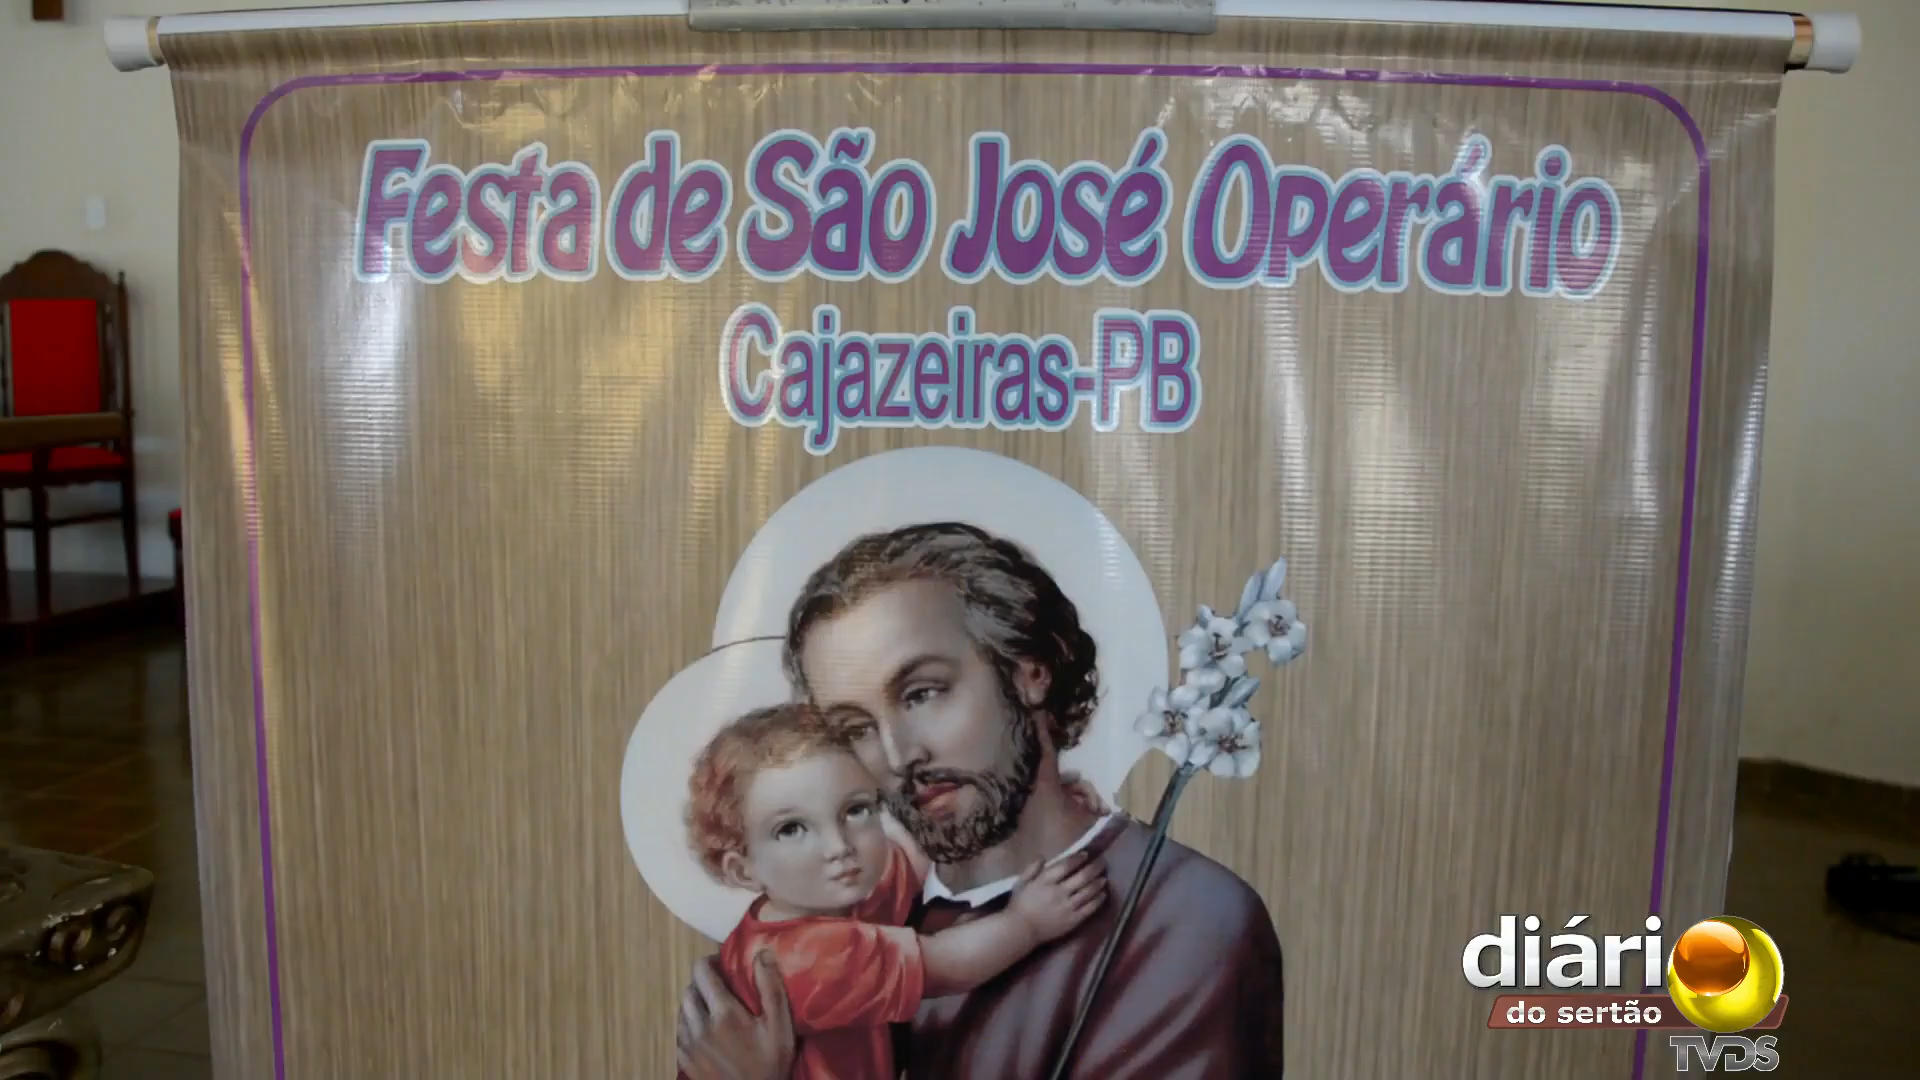 Festa de São José Operário
Cajazeiras-PB
diário
do sertão
TVDS